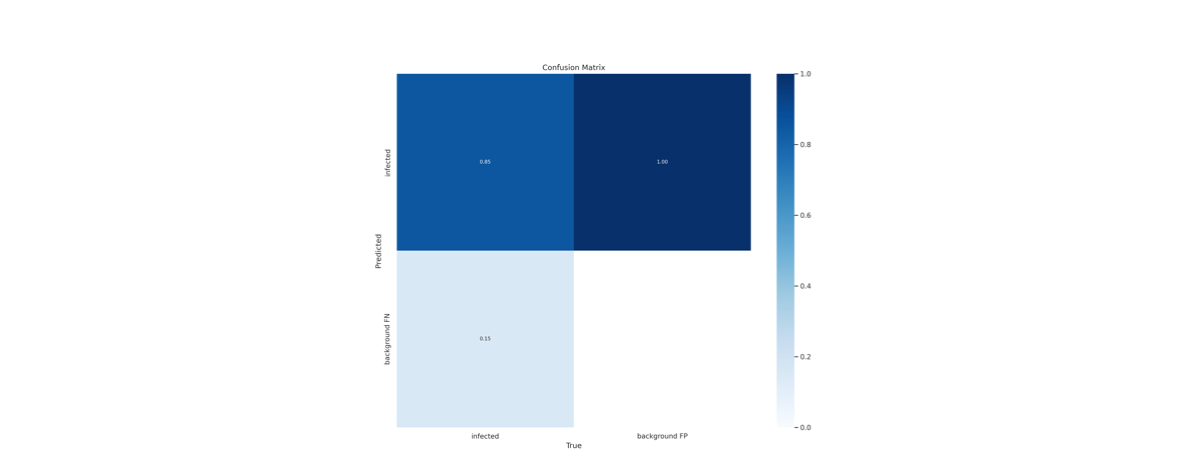 Confusion Matrix
infected
0.85
1.00
Predicted
background FN
0.15
infected
background FP
True
1.0
0.8
0.6
0.4
0.2
0.0